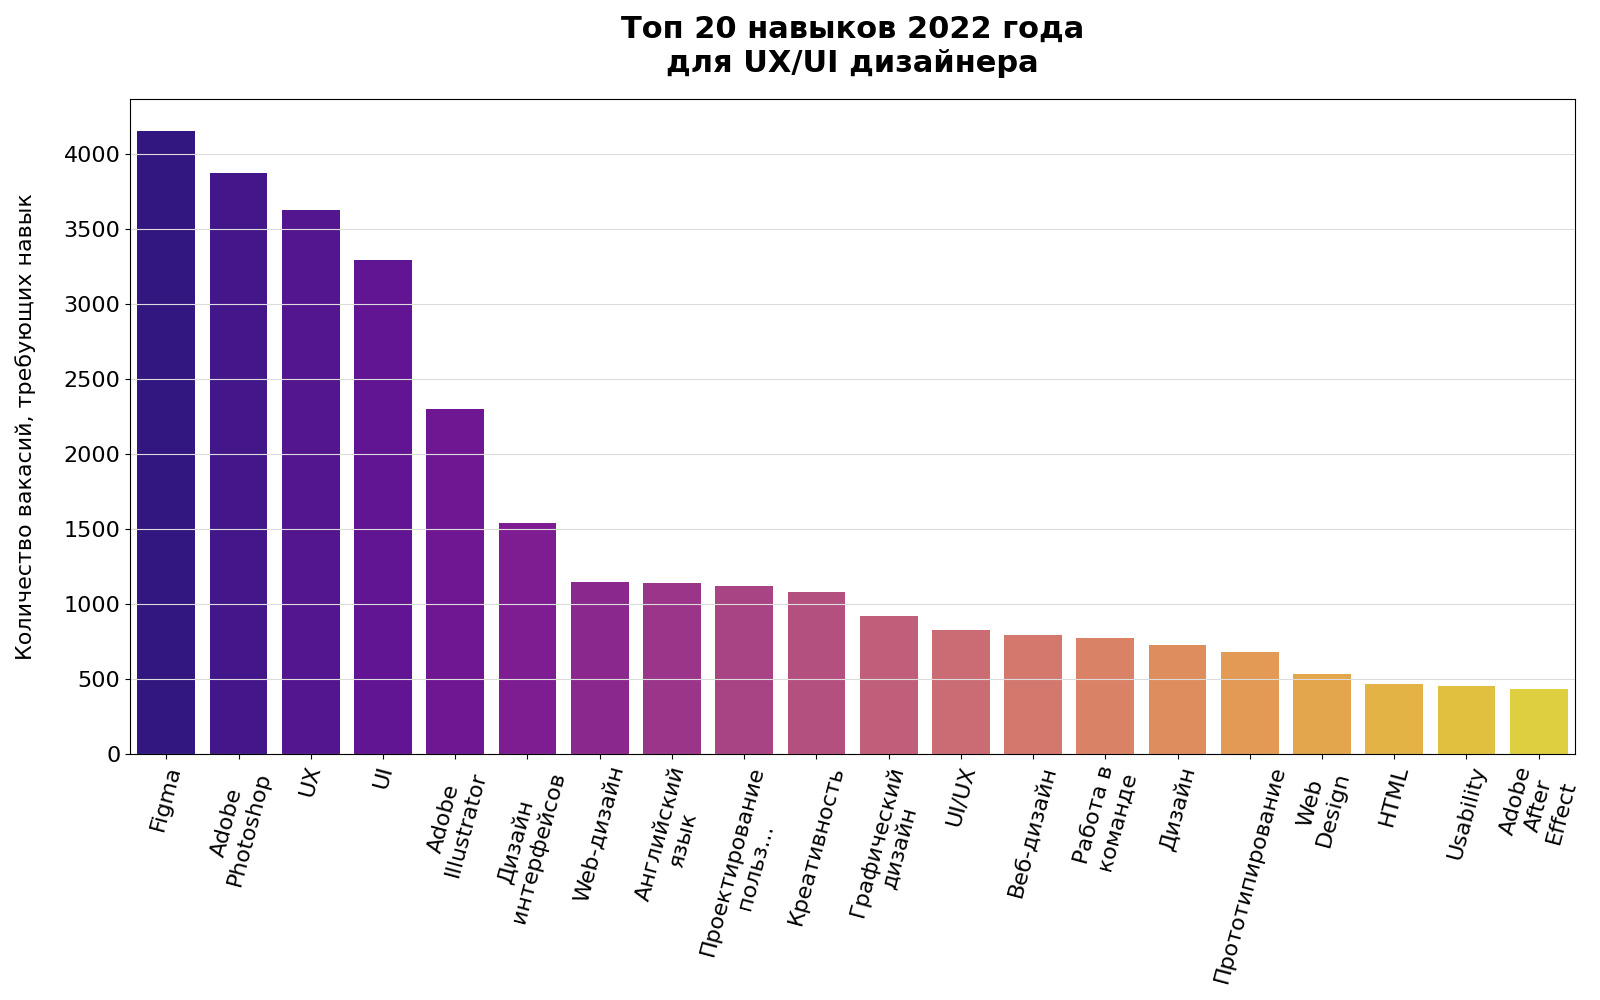 Топ 20 навыков 2022 года
для UX/UI дизайнера
Количество вакасий, требующих навык
4000
3500
3000
2500
2000
1500
1000
500
0
Figma
Adobe
Photoshop
UX
UI
Adobe
Illustrator
Дизайн
интерфейсов
Web-дизайн
Английский
язык
Проектирование
польз...
Креативность
Графический
дизайн
UI/UX
Веб-дизайн
Работа в
команде
Дизайн
Прототипирование
Web
Design
HTML
Usability
Adobe
After
Effect